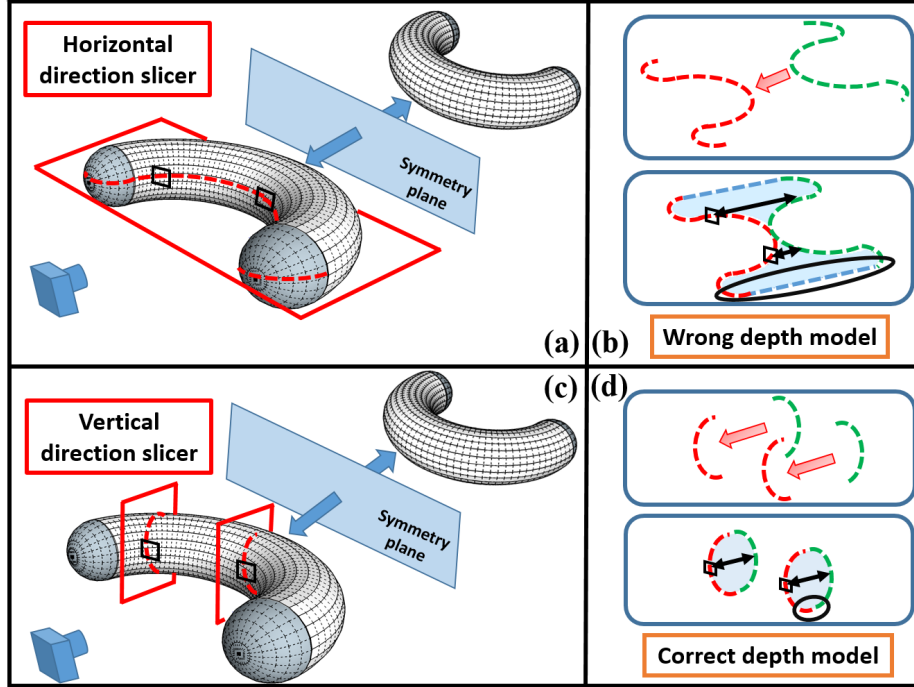 Horizontal
direction slicer
Symmetry
plane
(a)
(b)
Wrong depth model
(c)
(d)
Vertical
direction slicer
Symmetry
plane
Correct depth model